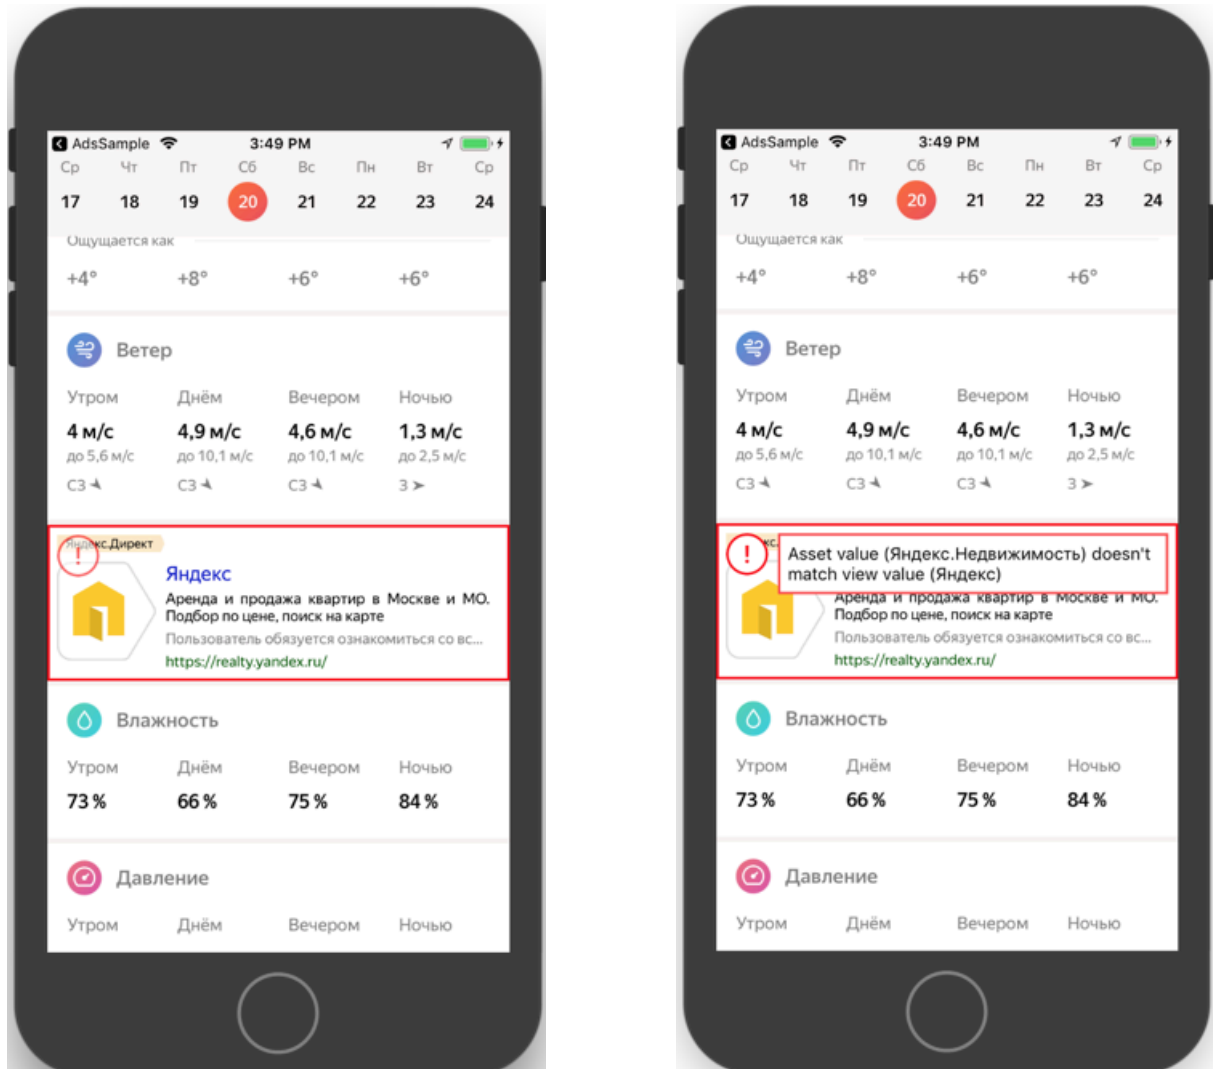 AdsSample 3:49 PM
Ср Чт Пт Сб Вс Пн Вт Ср
17 18 19 20 21 22 23 24
Ощущается как
+4° +8° +6° +6°
Ветер
Утром Днём Вечером Ночью
4 м/с 4,9 м/с 4,6 м/с 1,3 м/с
до 5,6 м/с до 10,1 м/с до 10,1 м/с до 2,5 м/с
СЗ СЗ СЗ З
Яндекс.Директ
!
Яндекс
Аренда и продажа квартир в Москве и МО.
Подбор по цене, поиск на карте
Пользователь обязуется ознакомиться со вс...
https://realty.yandex.ru/
Влажность
Утром Днём Вечером Ночью
73 % 66 % 75 % 84 %
Давление
Утром Днём Вечером Ночью
AdsSample 3:49 PM
Ср Чт Пт Сб Вс Пн Вт Ср
17 18 19 20 21 22 23 24
Ощущается как
+4° +8° +6° +6°
Ветер
Утром Днём Вечером Ночью
4 м/с 4,9 м/с 4,6 м/с 1,3 м/с
до 5,6 м/с до 10,1 м/с до 10,1 м/с до 2,5 м/с
СЗ СЗ СЗ З
!
Asset value (Яндекс.Недвижимость) doesn't
match view value (Яндекс)
Аренда и продажа квартир в Москве и МО.
Подбор по цене, поиск на карте
Пользователь обязуется ознакомиться со вс...
https://realty.yandex.ru/
Влажность
Утром Днём Вечером Ночью
73 % 66 % 75 % 84 %
Давление
Утром Днём Вечером Ночью